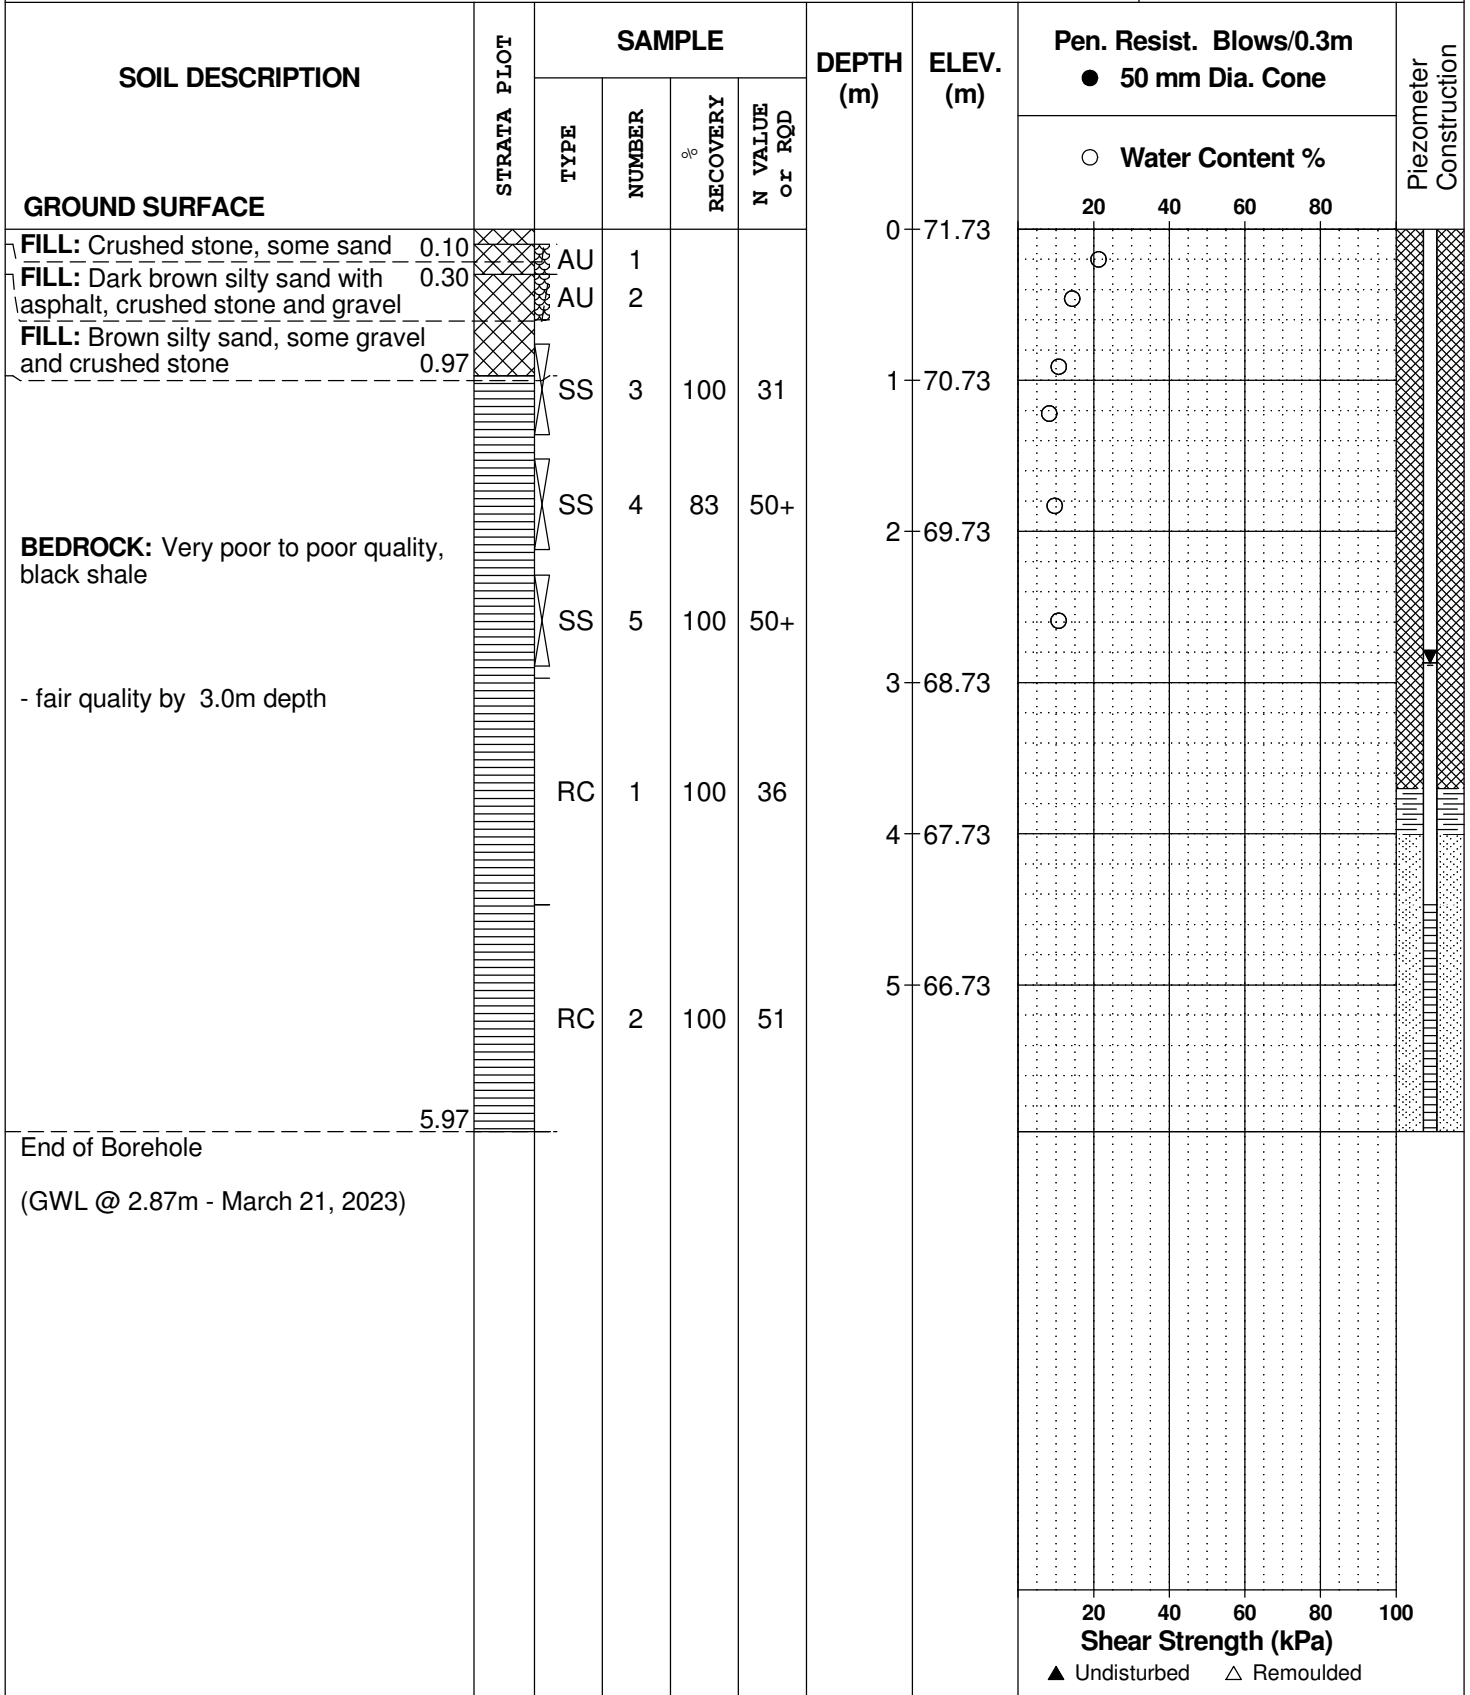 SOIL DESCRIPTION
GROUND SURFACE
STRATA PLOT
SAMPLE
TYPE
NUMBER
%
RECOVERY
N VALUE
or RQD
DEPTH
(m)
ELEV.
(m)
Pen. Resist. Blows/0.3m
● 50 mm Dia. Cone
○ Water Content %
20 40 60 80
Piezometer
Construction
0 71.73
FILL: Crushed stone, some sand 0.10
AU 1
FILL: Dark brown silty sand with 0.30
asphalt, crushed stone and gravel
AU 2
FILL: Brown silty sand, some gravel
and crushed stone 0.97
1 70.73
SS 3 100 31
SS 4 83 50+
2 69.73
BEDROCK: Very poor to poor quality,
black shale
SS 5 100 50+
3 68.73
- fair quality by 3.0m depth
RC 1 100 36
4 67.73
5 66.73
RC 2 100 51
5.97
End of Borehole
(GWL @ 2.87m - March 21, 2023)
20 40 60 80 100
Shear Strength (kPa)
▲ Undisturbed △ Remoulded